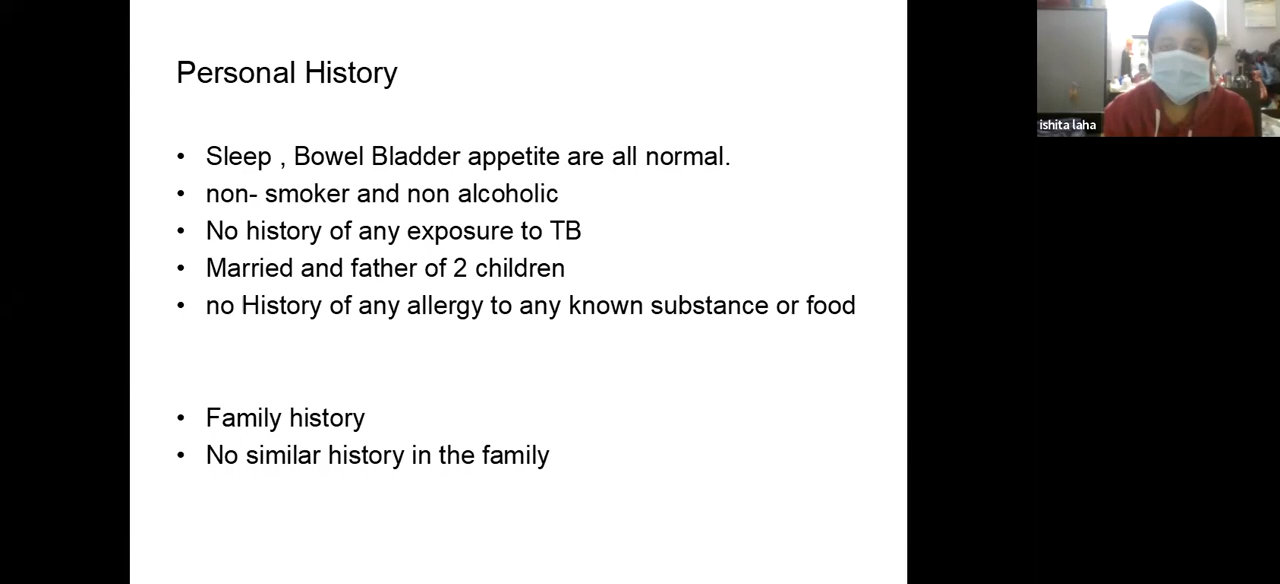 Personal History
• Sleep , Bowel Bladder appetite are all normal.
• non- smoker and non alcoholic
• No history of any exposure to TB
• Married and father of 2 children
• no History of any allergy to any known substance or food
• Family history
• No similar history in the family
ishita laha